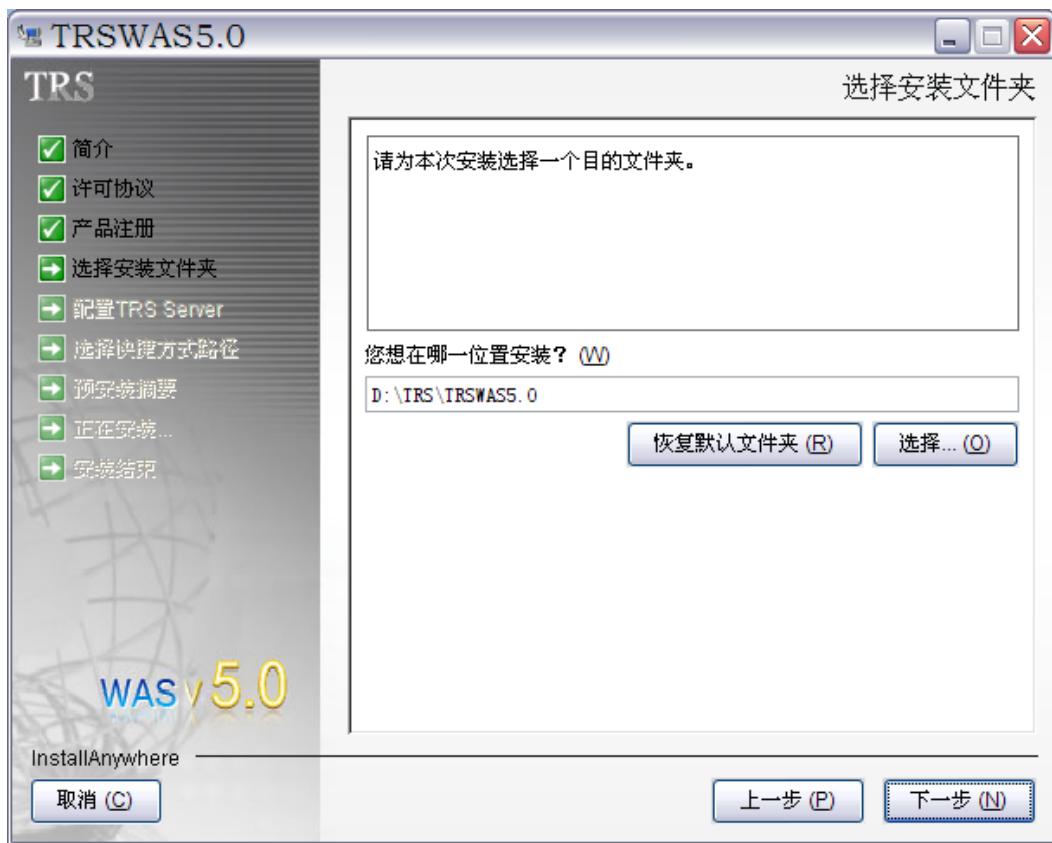 TRSWAS5.0
TRS
选择安装文件夹
简介
许可协议
产品注册
选择安装文件夹
配置TRS Server
选择快捷方式路径
预安装摘要
正在安装...
安装结束
请为本次安装选择一个目的文件夹。
您想在哪一位置安装？ (W)
D:\TRS\TRSWAS5.0
恢复默认文件夹 (R)
选择... (O)
WAS v 5.0
InstallAnywhere
取消 (C)
上一步 (P)
下一步 (N)